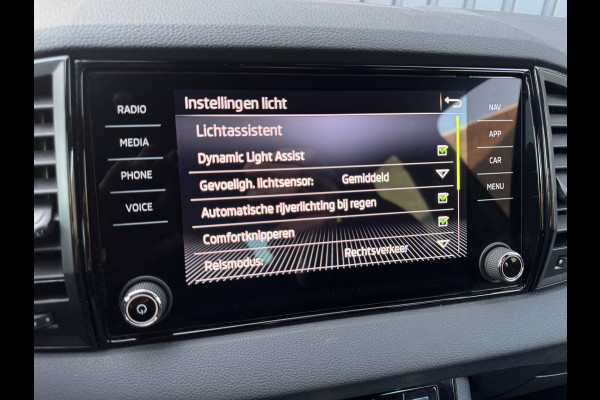 RADIO
MEDIA
PHONE
VOICE
Instellingen licht
Lichtassistent
Dynamic Light Assist
Gevoeligh. lichtsensor: Gemiddeld
Automatische rijverlichting bij regen
Comfortknipperen
Reismodus: Rechtsverkeer
NAV
APP
CAR
MENU